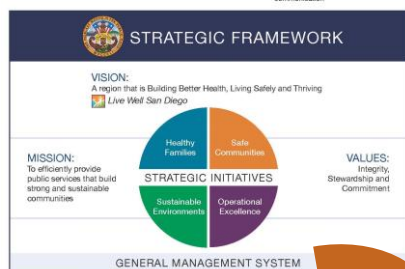 STRATEGIC FRAMEWORK
VISION:
A region that is Building Better Health, Living Safely and Thriving
Live Well San Diego
Healthy
Families
Safe
Communities
MISSION:
To efficiently provide
public services that build
strong and sustainable
communities
STRATEGIC INITIATIVES
VALUES:
Integrity,
Stewardship and
Commitment
Sustainable
Environments
Operational
Excellence
GENERAL MANAGEMENT SYSTEM